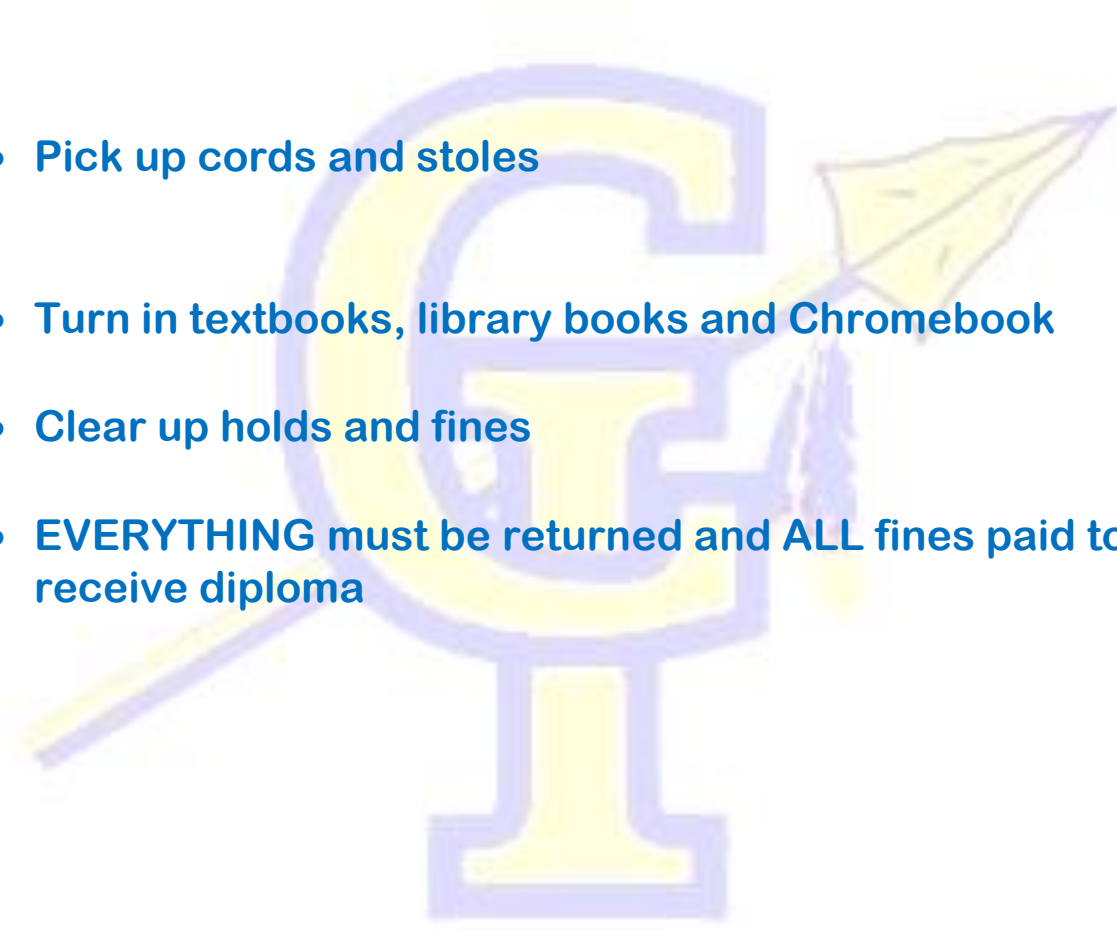 • Pick up cords and stoles
• Turn in textbooks, library books and Chromebook
• Clear up holds and fines
• EVERYTHING must be returned and ALL fines paid to
receive diploma
GI